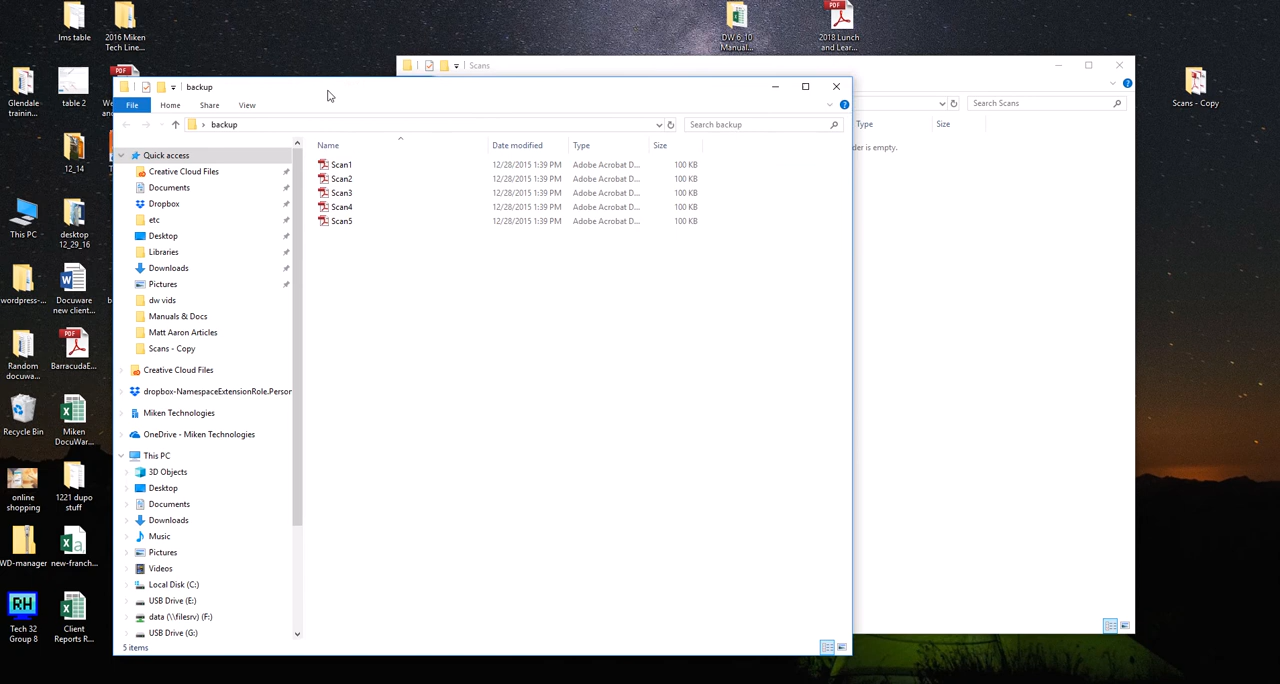 _lms table
2016 Miken
Tech Line...
DW 6_10
Manual...
PDF
2018 Lunch
and Lear...
Glendale
training...
table 2
PDF
Scans - Copy
12_14
This PC
desktop
12_29_16
wordpress-...
Docuware
new client...
Random
docuwa...
PDF
BarracudaE...
Recycle Bin
Miken
DocuWar...
online
shopping
1221 dupo
stuff
WD-manager
new-franch...
RH
Tech 32
Group 8
Client
Reports R...
Scans
Search Scans
Type
Size
der is empty.
backup
File
Home
Share
View
backup
Search backup
Name
Date modified
Type
Size
Scan1
12/28/2015 1:39 PM
Adobe Acrobat D...
100 KB
Scan2
12/28/2015 1:39 PM
Adobe Acrobat D...
100 KB
Scan3
12/28/2015 1:39 PM
Adobe Acrobat D...
100 KB
Scan4
12/28/2015 1:39 PM
Adobe Acrobat D...
100 KB
Scan5
12/28/2015 1:39 PM
Adobe Acrobat D...
100 KB
Quick access
Creative Cloud Files
Documents
Dropbox
etc
Desktop
Libraries
Downloads
Pictures
dw vids
Manuals & Docs
Matt Aaron Articles
Scans - Copy
Creative Cloud Files
dropbox-NamespaceExtensionRole.Person
Miken Technologies
OneDrive - Miken Technologies
This PC
3D Objects
Desktop
Documents
Downloads
Music
Pictures
Videos
Local Disk (C:)
USB Drive (E:)
data (\\filesrv) (F:)
USB Drive (G:)
5 items